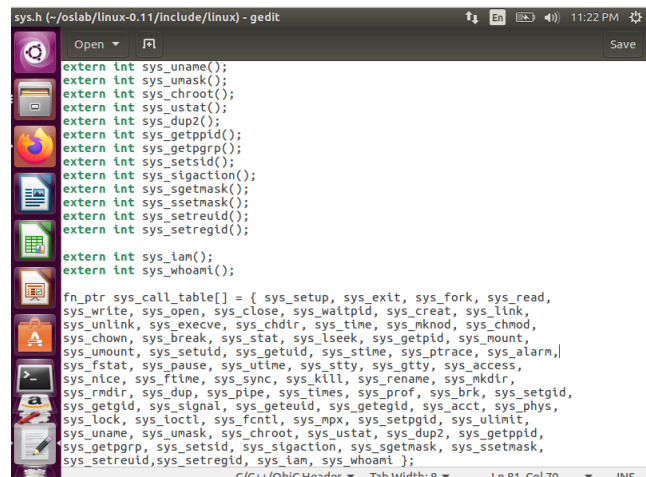 sys.h (~/oslab/linux-0.11/include/linux) - gedit
En
11:22 PM
Open
Save
extern int sys_uname();
extern int sys_umask();
extern int sys_chroot();
extern int sys_ustat();
extern int sys_dup2();
extern int sys_getppid();
extern int sys_getpgrp();
extern int sys_setsid();
extern int sys_sigaction();
extern int sys_sgetmask();
extern int sys_ssetmask();
extern int sys_setreuid();
extern int sys_setregid();
extern int sys_iam();
extern int sys_whoami();
fn_ptr sys_call_table[] = { sys_setup, sys_exit, sys_fork, sys_read,
sys_write, sys_open, sys_close, sys_waitpid, sys_creat, sys_link,
sys_unlink, sys_execve, sys_chdir, sys_time, sys_mknod, sys_chmod,
sys_chown, sys_break, sys_stat, sys_lseek, sys_getpid, sys_mount,
sys_umount, sys_setuid, sys_getuid, sys_stime, sys_ptrace, sys_alarm,
sys_fstat, sys_pause, sys_utime, sys_stty, sys_gtty, sys_access,
sys_nice, sys_ftime, sys_sync, sys_kill, sys_rename, sys_mkdir,
sys_rmdir, sys_dup, sys_pipe, sys_times, sys_prof, sys_brk, sys_setgid,
sys_getgid, sys_signal, sys_geteuid, sys_getegid, sys_acct, sys_phys,
sys_lock, sys_ioctl, sys_fcntl, sys_mpx, sys_setpgid, sys_ulimit,
sys_uname, sys_umask, sys_chroot, sys_ustat, sys_dup2, sys_getppid,
sys_getpgrp, sys_setsid, sys_sigaction, sys_sgetmask, sys_ssetmask,
sys_setreuid,sys_setregid, sys_iam, sys_whoami };
C/C++/ObjC Header Tab Width: 8 Ln 81, Col 70 INS